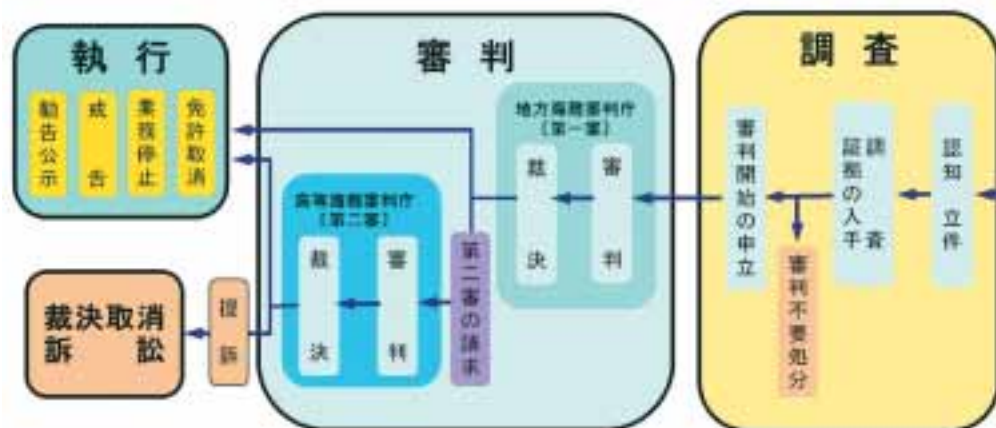 調査
認知 立件
調査
証拠の入手
審判開始の申立
審判不要処分
審判
地方海難審判庁
[第一審]
審判
裁決
第二審の請求
高等海難審判庁
[第二審]
審判
裁決
執行
免許取消
業務停止
戒告
勧告公示
提訴
裁決取消
訴訟